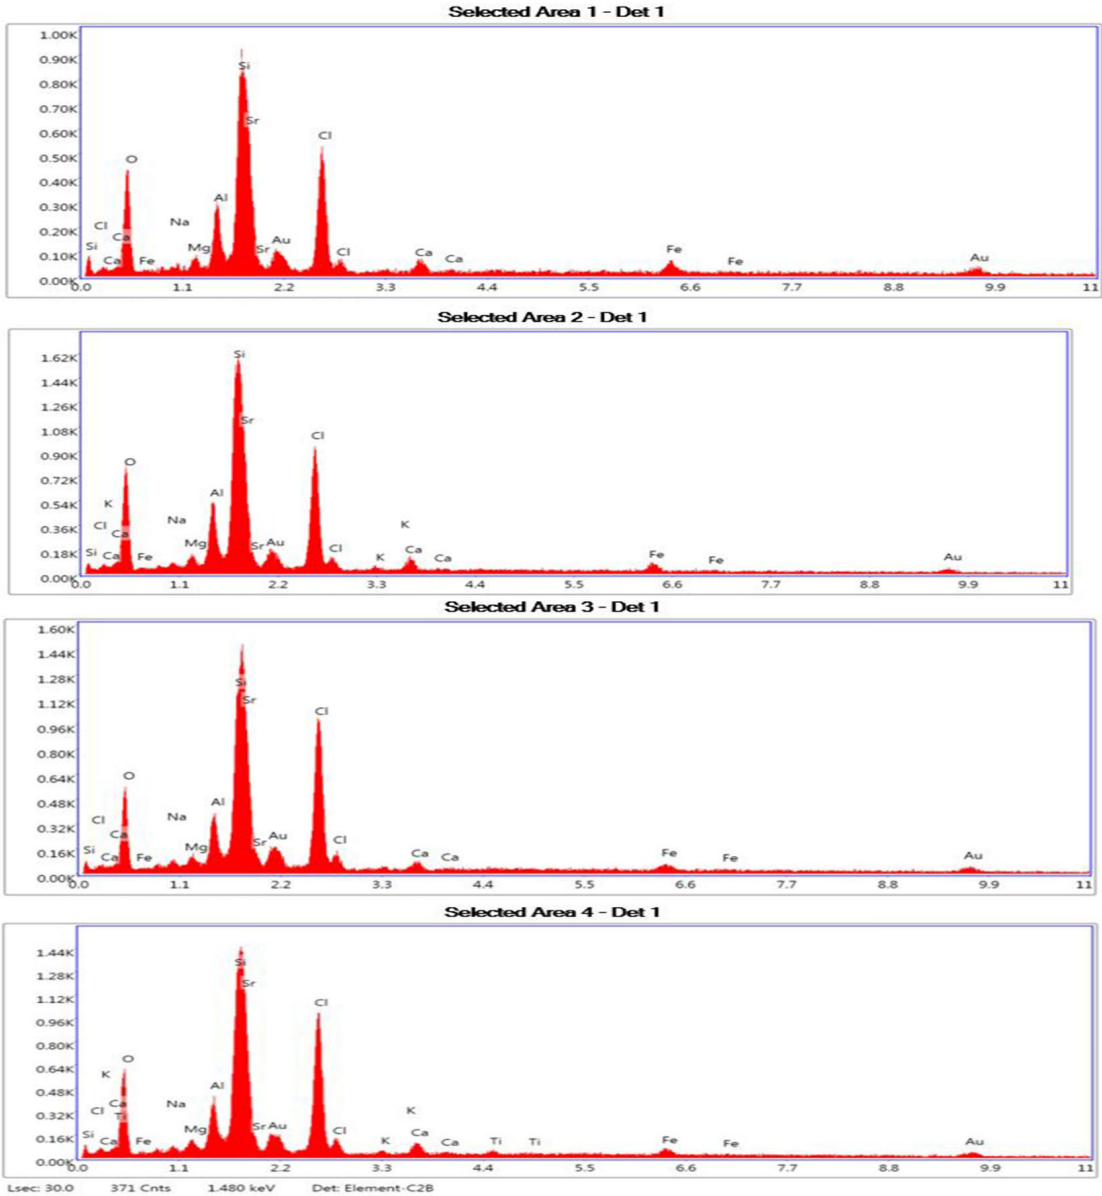 Selected Area 1 - Det 1
1.00K
0.90K
Si
0.80K
0.70K
Sr
0.60K
Cl
0.50K
O
0.40K
Al
0.30K
Cl Na
0.20K Ca Au
Si Mg Sr Cl Ca Fe
0.10K Ca Fe Ca Fe Au
0.00K
0.0 1.1 2.2 3.3 4.4 5.5 6.6 7.7 8.8 9.9 11
Selected Area 2 - Det 1
1.62K Si
1.44K
1.26K
Sr
1.08K Cl
0.90K
O
0.72K
Al
0.54K K
Na
0.36K Cl Ca K
Mg Sr Au Cl Ca
0.18K Si Ca Fe K Ca Fe Fe Au
0.00K
0.0 1.1 2.2 3.3 4.4 5.5 6.6 7.7 8.8 9.9 11
Selected Area 3 - Det 1
1.60K
1.44K
1.28K Si
1.12K Sr
Cl
0.96K
0.80K
O
0.64K
Al
0.48K
Cl Na
0.32K Ca Au
Si Mg Sr Cl
0.16K Ca Fe Ca Ca Fe Fe Au
0.00K
0.0 1.1 2.2 3.3 4.4 5.5 6.6 7.7 8.8 9.9 11
Selected Area 4 - Det 1
1.44K Si
1.28K Sr
1.12K Cl
0.96K
0.80K
O
0.64K K
Al
0.48K
Ca Na
0.32K Cl Ti K
Si Mg Sr Au Cl Ca
0.16K Ca Fe K Ca Ti Ti Fe Fe Au
0.00K
0.0 1.1 2.2 3.3 4.4 5.5 6.6 7.7 8.8 9.9 11
Lsec: 30.0 371 Cnts 1.480 keV Det: Element-C2B